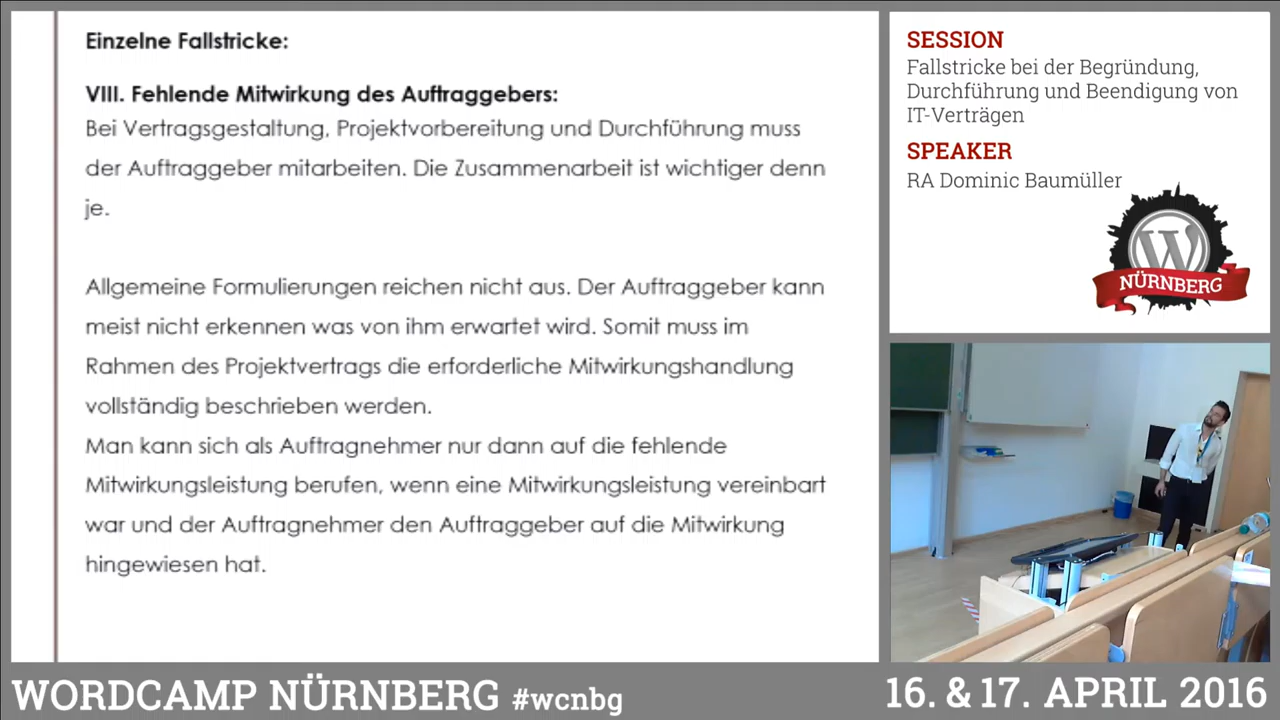 Einzelne Fallstricke:
VIII. Fehlende Mitwirkung des Auftraggebers:
Bei Vertragsgestaltung, Projektvorbereitung und Durchführung muss
der Auftraggeber mitarbeiten. Die Zusammenarbeit ist wichtiger denn
je.
Allgemeine Formulierungen reichen nicht aus. Der Auftraggeber kann
meist nicht erkennen was von ihm erwartet wird. Somit muss im
Rahmen des Projektvertrags die erforderliche Mitwirkungshandlung
vollständig beschrieben werden.
Man kann sich als Auftragnehmer nur dann auf die fehlende
Mitwirkungsleistung berufen, wenn eine Mitwirkungsleistung vereinbart
war und der Auftragnehmer den Auftraggeber auf die Mitwirkung
hingewiesen hat.
SESSION
Fallstricke bei der Begründung,
Durchführung und Beendigung von
IT-Verträgen
SPEAKER
RA Dominic Baumüller
W
NÜRNBERG
WORDCAMP NÜRNBERG #wcnbg
16. & 17. APRIL 2016